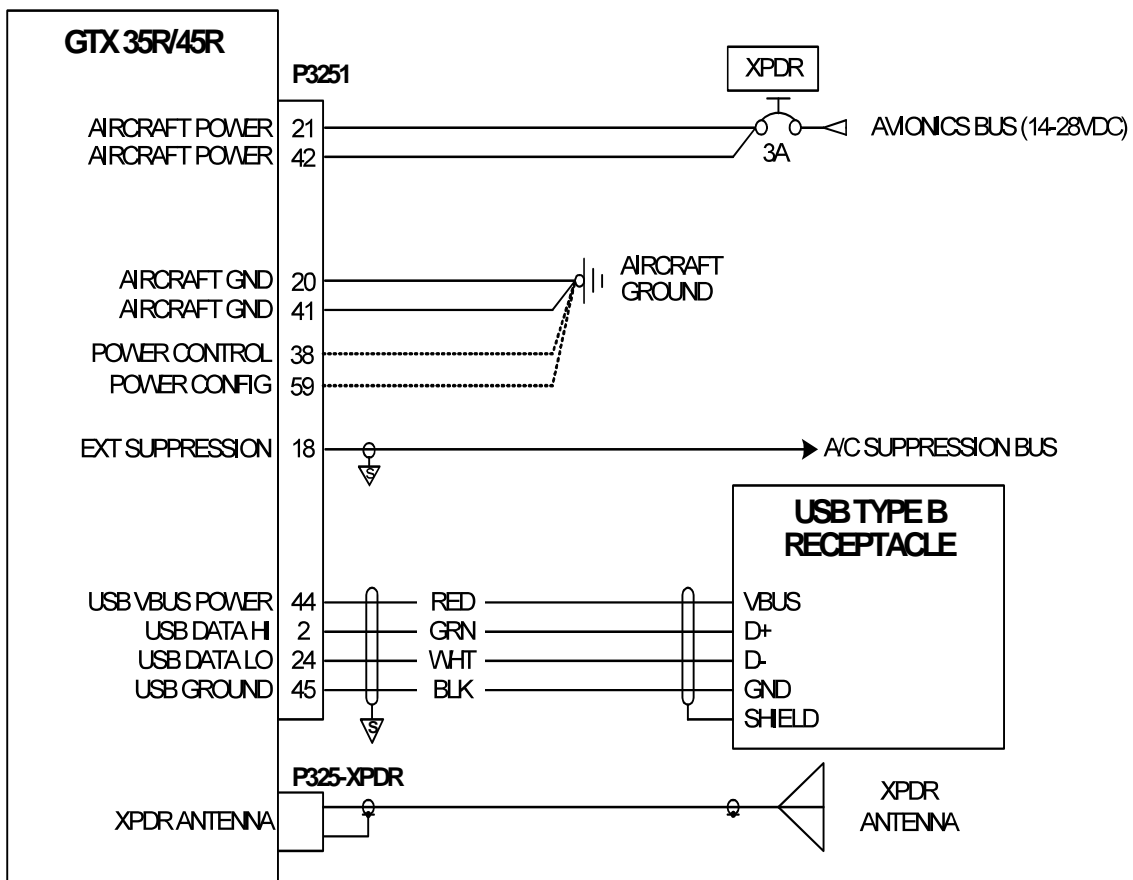 GTX 35R/45R
P3251
XPDR
AIRCRAFT POWER 21
3A
AVIONICS BUS (14-28VDC)
AIRCRAFT POWER 42
AIRCRAFT GND 20
AIRCRAFT GND 41
AIRCRAFT
GROUND
POWER CONTROL 38
POWER CONFIG 59
EXT SUPPRESSION 18
S
A/C SUPPRESSION BUS
USB TYPE B
RECEPTACLE
USB VBUS POWER 44 RED VBUS
USB DATA HI 2 GRN D+
USB DATA LO 24 WHT D-
USB GROUND 45 BLK GND
S
SHIELD
P325-XPDR
XPDR ANTENNA
XPDR
ANTENNA